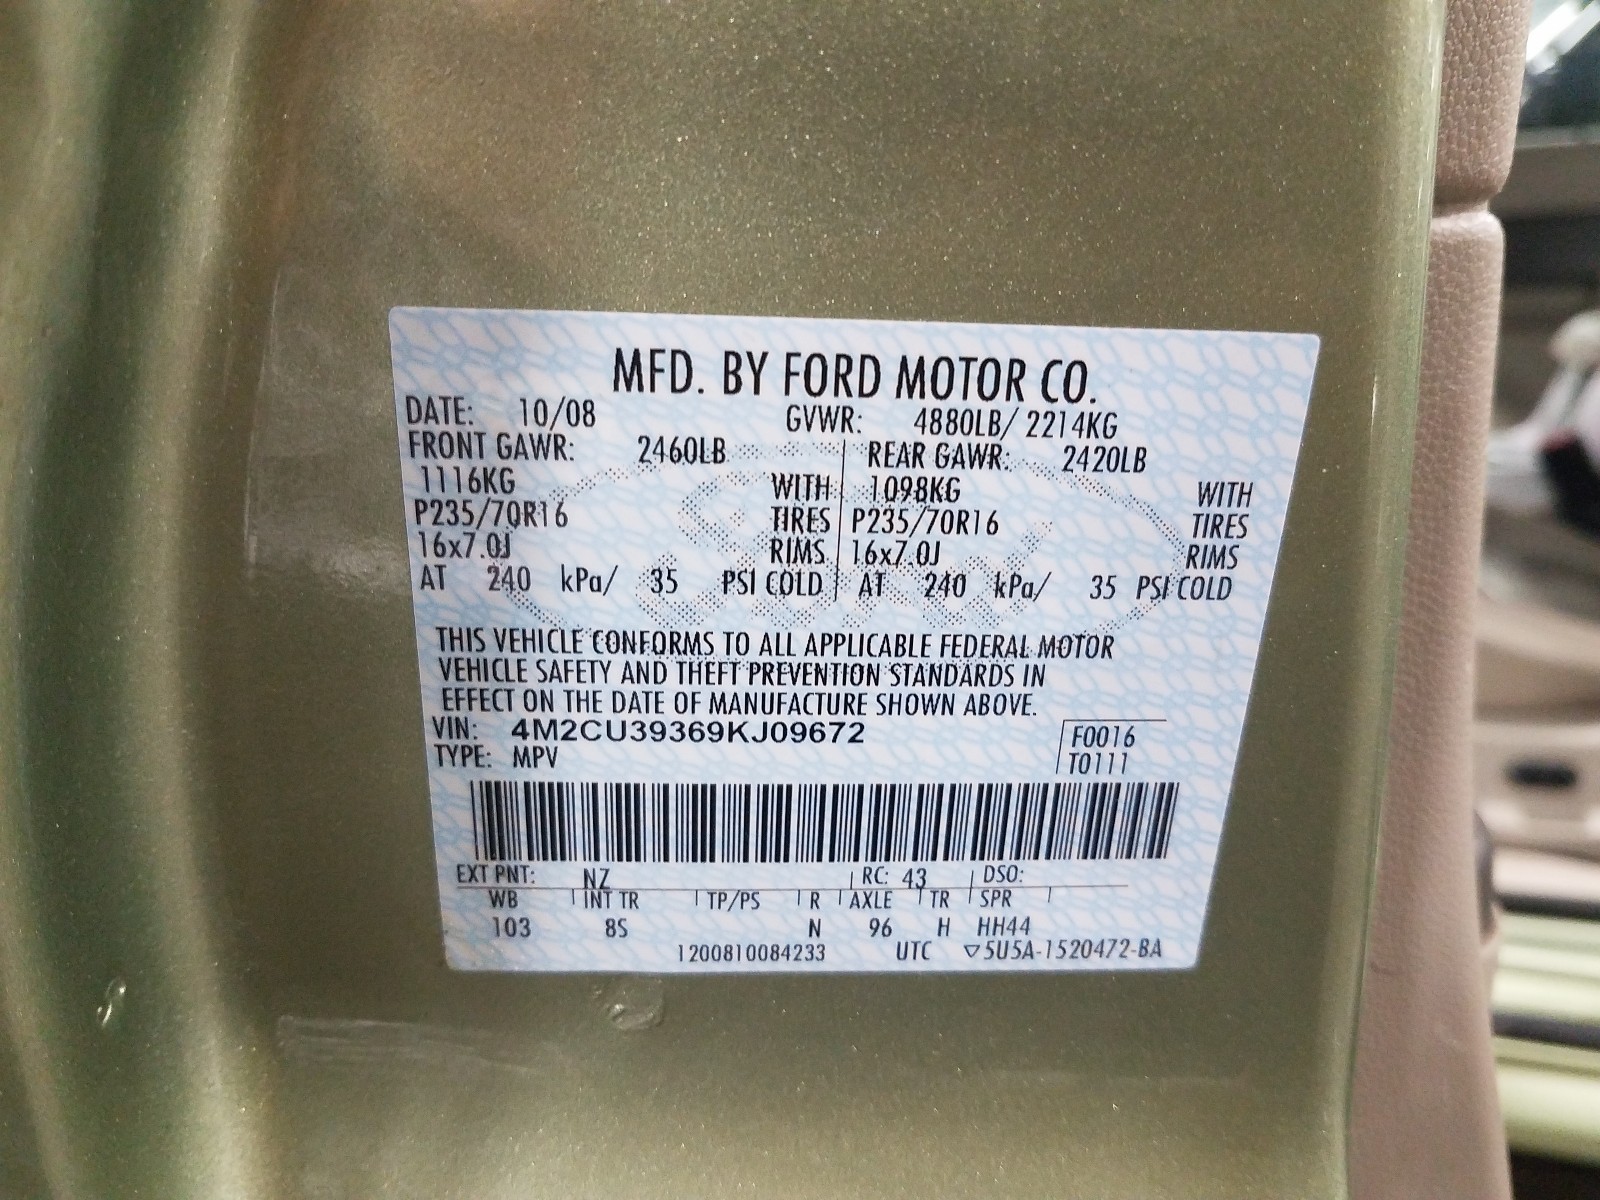 MFD. BY FORD MOTOR CO.
DATE: 10/08 GVWR: 4880LB/ 2214KG
FRONT GAWR: 2460LB REAR GAWR: 2420LB
1116KG WITH 1098KG WITH
P235/70R16 TIRES P235/70R16 TIRES
16x7.0J RIMS 16x7.0J RIMS
AT 240 kPa/ 35 PSI COLD AT 240 kPa/ 35 PSI COLD
THIS VEHICLE CONFORMS TO ALL APPLICABLE FEDERAL MOTOR
VEHICLE SAFETY AND THEFT PREVENTION STANDARDS IN
EFFECT ON THE DATE OF MANUFACTURE SHOWN ABOVE.
VIN: 4M2CU39369KJ09672 F0016
TYPE: MPV T0111
EXT PNT: NZ RC: 43 DSO:
WB INT TR TP/PS R AXLE TR SPR
103 8S N 96 H HH44
1200810084233 UTC ▽5U5A-1520472-BA